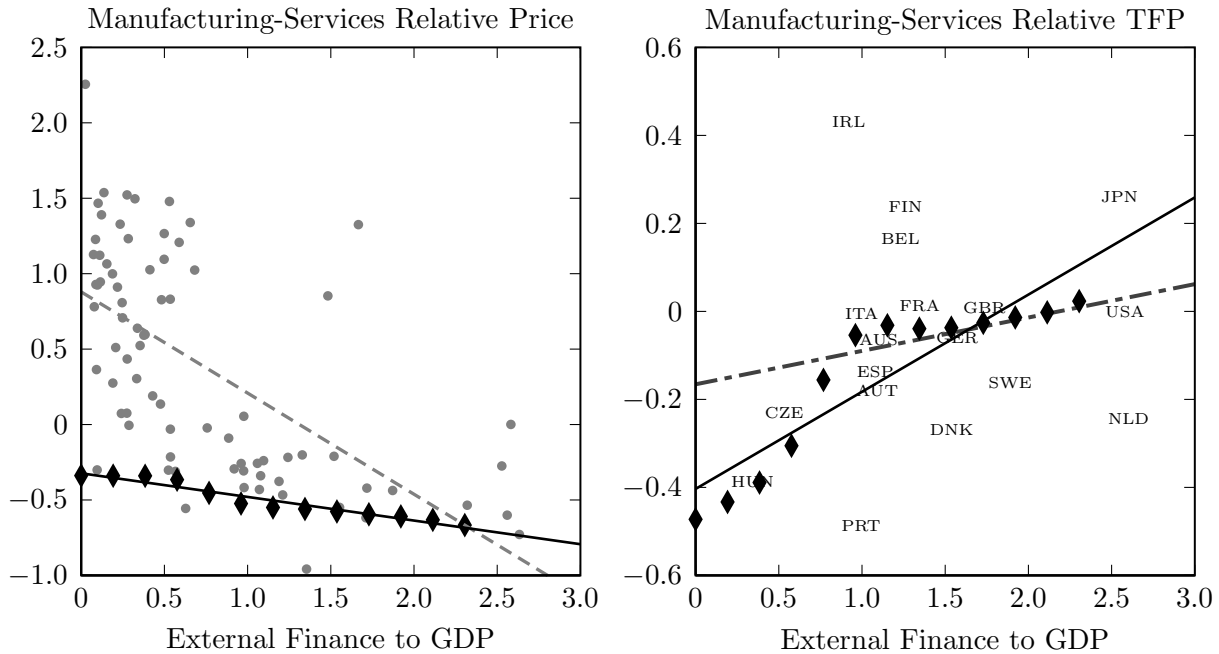 Manufacturing-Services Relative Price
2.5
2.0
1.5
1.0
0.5
0
−0.5
−1.0
0 0.5 1.0 1.5 2.0 2.5 3.0
External Finance to GDP
Manufacturing-Services Relative TFP
0.6
0.4
0.2
0
−0.2
−0.4
−0.6
IRL
JPN
FIN
BEL
FRA
GBR
ITA
USA
AUS
GER
ESP
SWE
AUT
CZE
NLD
DNK
HUN
PRT
0 0.5 1.0 1.5 2.0 2.5 3.0
External Finance to GDP